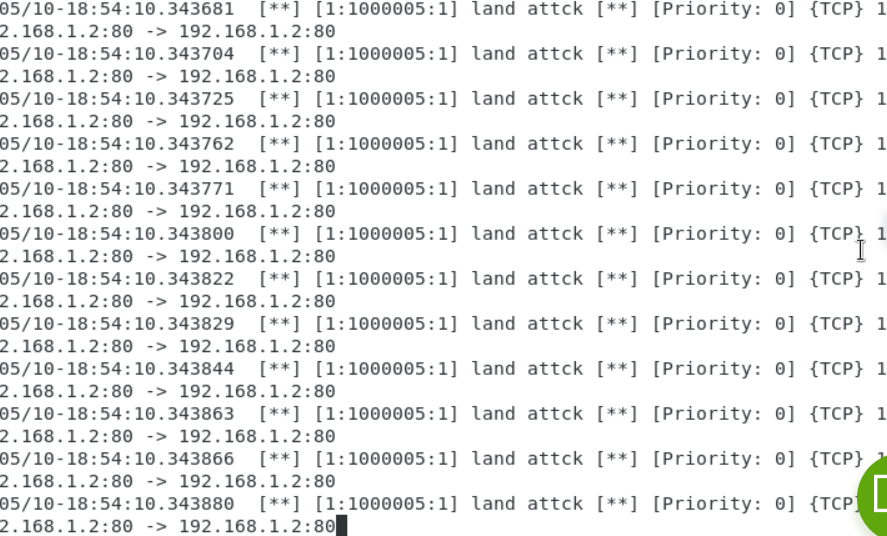 05/10-18:54:10.343681  [**] [1:1000005:1] land attck [**] [Priority: 0] {TCP} 1
2.168.1.2:80 -> 192.168.1.2:80
05/10-18:54:10.343704  [**] [1:1000005:1] land attck [**] [Priority: 0] {TCP} 1
2.168.1.2:80 -> 192.168.1.2:80
05/10-18:54:10.343725  [**] [1:1000005:1] land attck [**] [Priority: 0] {TCP} 1
2.168.1.2:80 -> 192.168.1.2:80
05/10-18:54:10.343762  [**] [1:1000005:1] land attck [**] [Priority: 0] {TCP} 1
2.168.1.2:80 -> 192.168.1.2:80
05/10-18:54:10.343771  [**] [1:1000005:1] land attck [**] [Priority: 0] {TCP} 1
2.168.1.2:80 -> 192.168.1.2:80
05/10-18:54:10.343800  [**] [1:1000005:1] land attck [**] [Priority: 0] {TCP} 1
2.168.1.2:80 -> 192.168.1.2:80
05/10-18:54:10.343822  [**] [1:1000005:1] land attck [**] [Priority: 0] {TCP} 1
2.168.1.2:80 -> 192.168.1.2:80
05/10-18:54:10.343829  [**] [1:1000005:1] land attck [**] [Priority: 0] {TCP} 1
2.168.1.2:80 -> 192.168.1.2:80
05/10-18:54:10.343844  [**] [1:1000005:1] land attck [**] [Priority: 0] {TCP} 1
2.168.1.2:80 -> 192.168.1.2:80
05/10-18:54:10.343863  [**] [1:1000005:1] land attck [**] [Priority: 0] {TCP} 1
2.168.1.2:80 -> 192.168.1.2:80
05/10-18:54:10.343866  [**] [1:1000005:1] land attck [**] [Priority: 0] {TCP} 1
2.168.1.2:80 -> 192.168.1.2:80
05/10-18:54:10.343880  [**] [1:1000005:1] land attck [**] [Priority: 0] {TCP}
2.168.1.2:80 -> 192.168.1.2:80